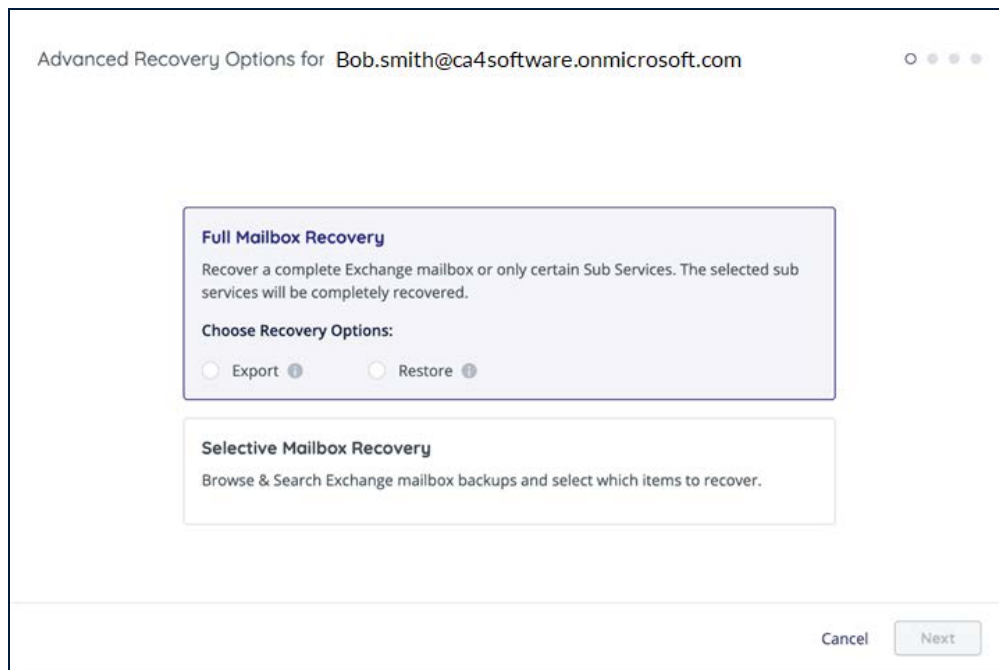 Advanced Recovery Options for Bob.smith@ca4software.onmicrosoft.com
Full Mailbox Recovery
Recover a complete Exchange mailbox or only certain Sub Services. The selected sub
services will be completely recovered.
Choose Recovery Options:
Export Restore
Selective Mailbox Recovery
Browse & Search Exchange mailbox backups and select which items to recover.
Cancel Next